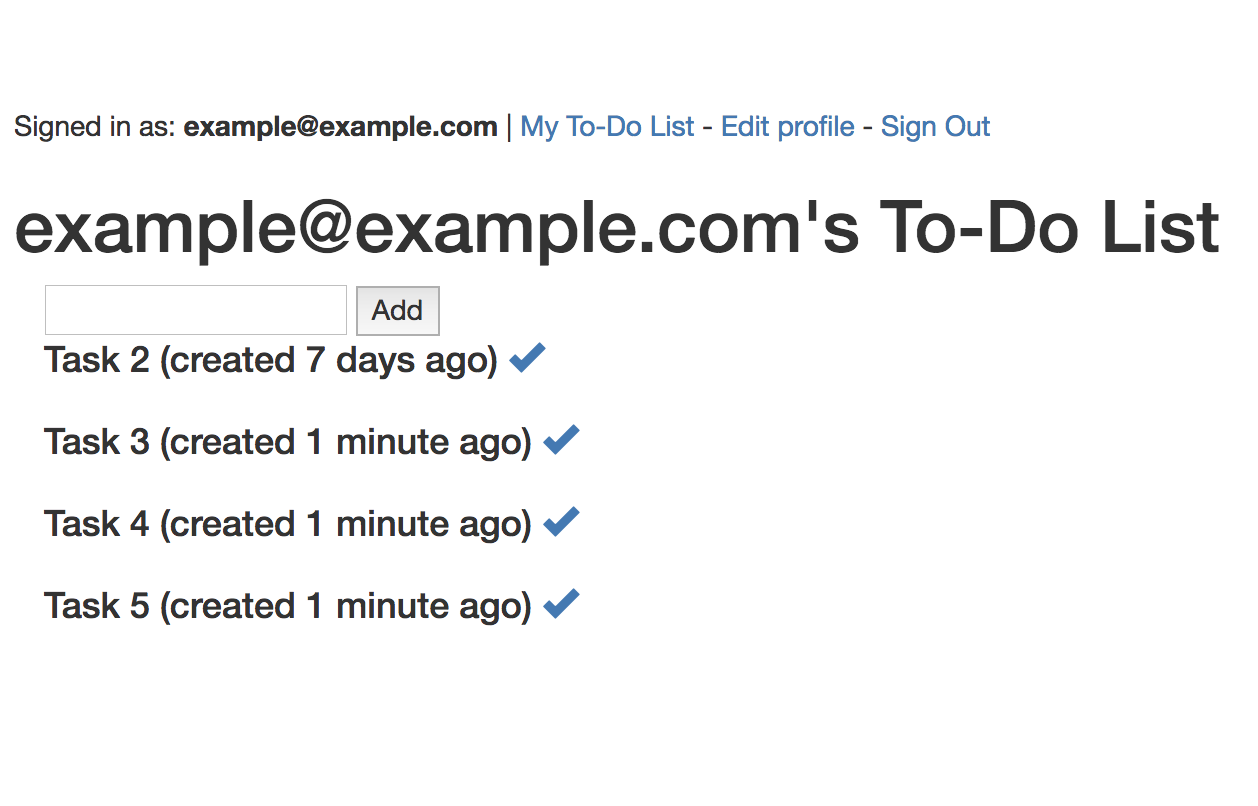 Signed in as: example@example.com | My To-Do List - Edit profile - Sign Out
example@example.com's To-Do List
Add
Task 2 (created 7 days ago)
Task 3 (created 1 minute ago)
Task 4 (created 1 minute ago)
Task 5 (created 1 minute ago)